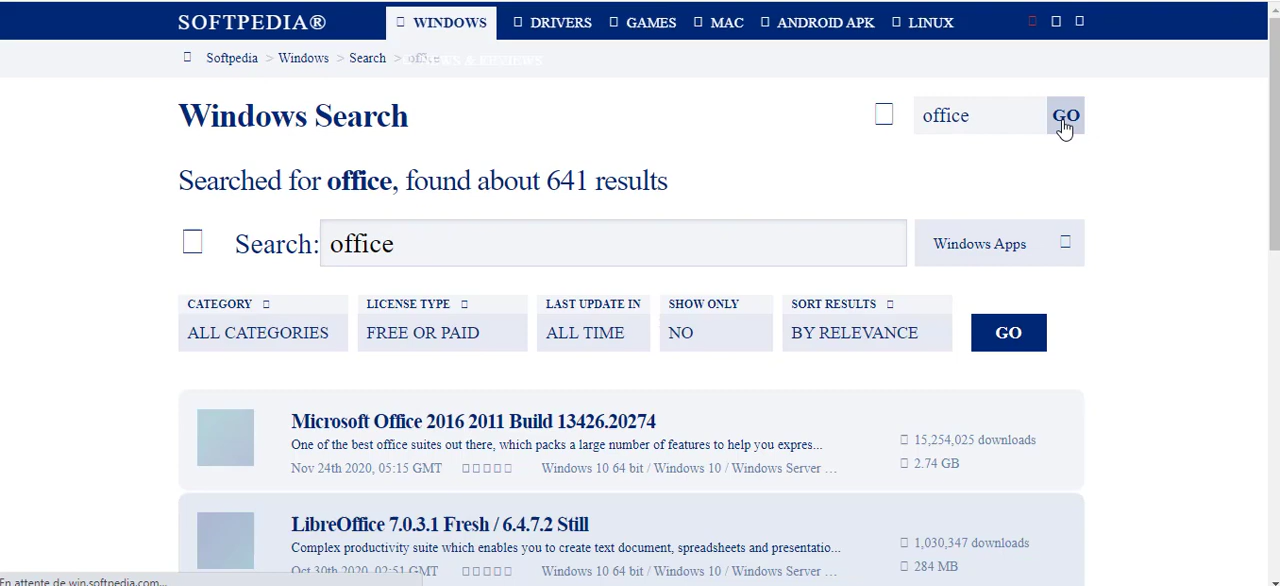 SOFTPEDIA® WINDOWS DRIVERS GAMES MAC ANDROID APK LINUX
Softpedia > Windows > Search > office
Windows Search office GO
Searched for office, found about 641 results
Search: office Windows Apps
CATEGORY LICENSE TYPE LAST UPDATE IN SHOW ONLY SORT RESULTS
ALL CATEGORIES FREE OR PAID ALL TIME NO BY RELEVANCE GO
Microsoft Office 2016 2011 Build 13426.20274
One of the best office suites out there, which packs a large number of features to help you expres...
15,254,025 downloads
Nov 24th 2020, 05:15 GMT Windows 10 64 bit / Windows 10 / Windows Server ...
2.74 GB
LibreOffice 7.0.3.1 Fresh / 6.4.7.2 Still
Complex productivity suite which enables you to create text document, spreadsheets and presentatio...
1,030,347 downloads
Oct 30th 2020, 02:51 GMT Windows 10 64 bit / Windows 10 / Windows Server ...
284 MB
En attente de win.softpedia.com...